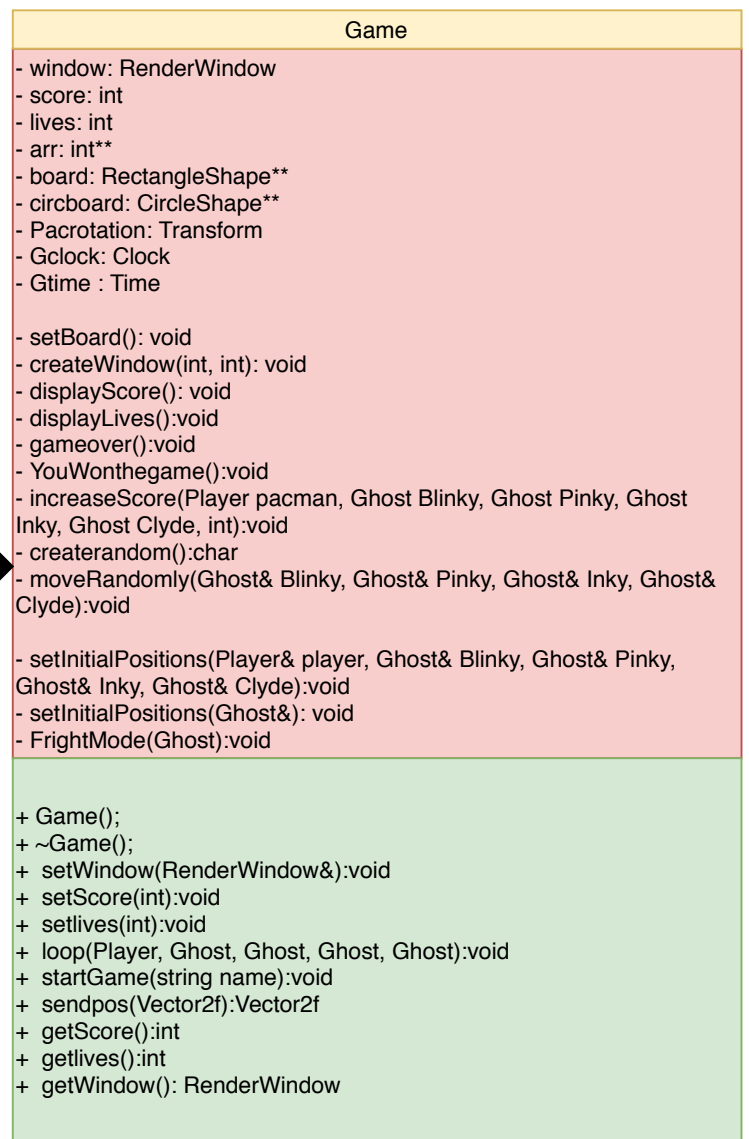 Game
- window: RenderWindow
- score: int
- lives: int
- arr: int**
- board: RectangleShape**
- circboard: CircleShape**
- Pacrotation: Transform
- Gclock: Clock
- Gtime : Time
- setBoard(): void
- createWindow(int, int): void
- displayScore(): void
- displayLives():void
- gameover():void
- YouWonthegame():void
- increaseScore(Player pacman, Ghost Blinky, Ghost Pinky, Ghost
Inky, Ghost Clyde, int):void
- createrandom():char
- moveRandomly(Ghost& Blinky, Ghost& Pinky, Ghost& Inky, Ghost&
Clyde):void
- setInitialPositions(Player& player, Ghost& Blinky, Ghost& Pinky,
Ghost& Inky, Ghost& Clyde):void
- setInitialPositions(Ghost&): void
- FrightMode(Ghost):void
+ Game();
+ ~Game();
+  setWindow(RenderWindow&):void
+  setScore(int):void
+  setlives(int):void
+  loop(Player, Ghost, Ghost, Ghost, Ghost):void
+  startGame(string name):void
+  sendpos(Vector2f):Vector2f
+  getScore():int
+  getlives():int
+  getWindow(): RenderWindow